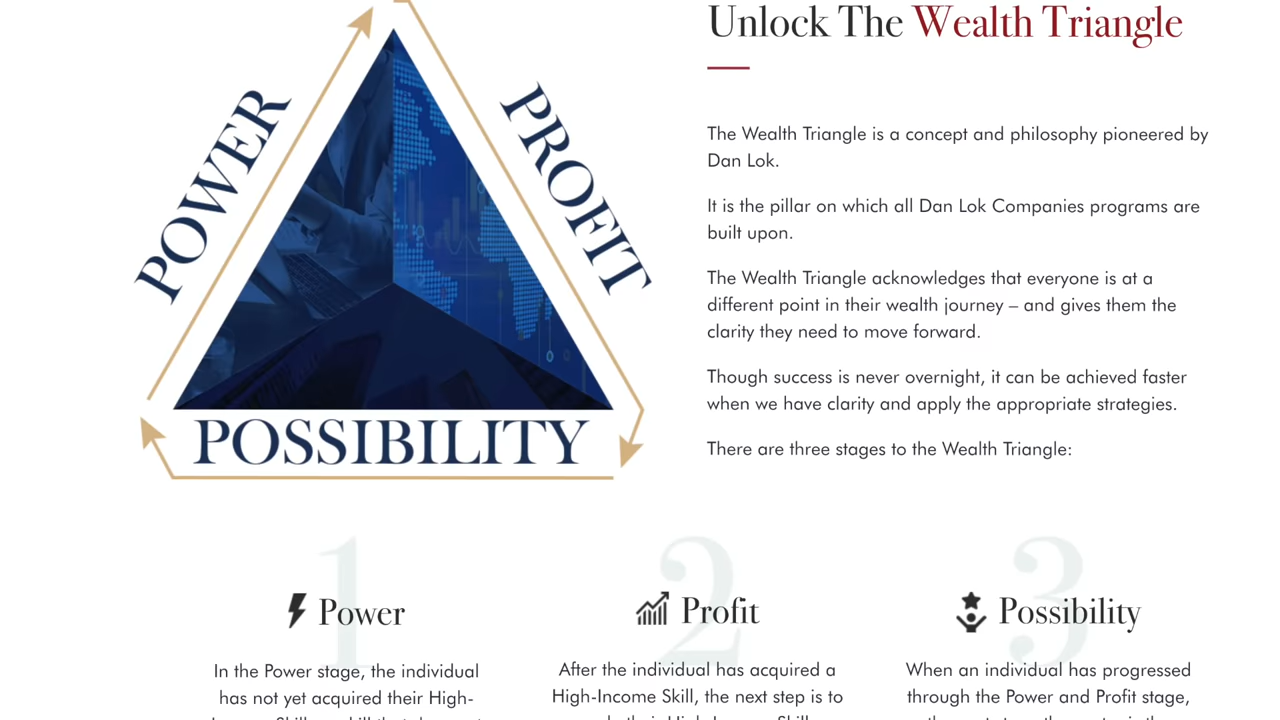 Unlock The Wealth Triangle
POWER
PROFIT
POSSIBILITY
The Wealth Triangle is a concept and philosophy pioneered by
Dan Lok.
It is the pillar on which all Dan Lok Companies programs are
built upon.
The Wealth Triangle acknowledges that everyone is at a
different point in their wealth journey – and gives them the
clarity they need to move forward.
Though success is never overnight, it can be achieved faster
when we have clarity and apply the appropriate strategies.
There are three stages to the Wealth Triangle:
1
Power
In the Power stage, the individual
has not yet acquired their High-
2
Profit
After the individual has acquired a
High-Income Skill, the next step is to
3
Possibility
When an individual has progressed
through the Power and Profit stage,